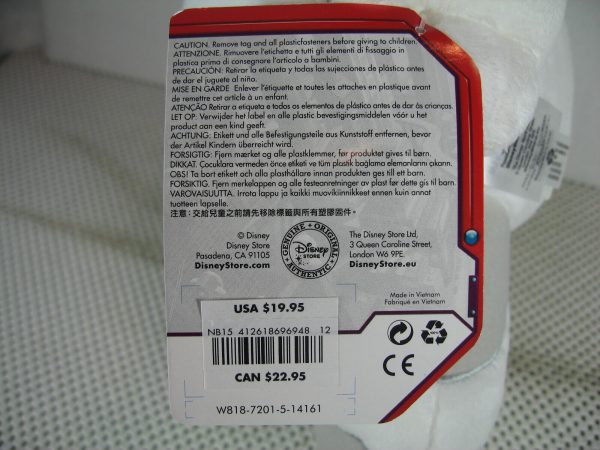 CAUTION. Remove tag and all plasticfosteners before giving to children.
ATTENZIONE. Rimuovere l'etichetta e tutti gli elementi di fissaggio in
plastica prima di consegnare l'articolo a bambini.
PRECAUCIÓN: Retirar la etiqueta y todas las sujecciones de plástico antes
de dar el juguete al niño.
MISE EN GARDE Enlever l'étiquette et toutes les attaches en plastique avant
de remettre cet article à un enfant.
ATENÇÃO Retirar a etiqueta e todos os elementos de plástico antes de dar às crianças.
LET OP: Verwijder het label en alle plastic bevestigingsmiddelen vóór u het
product aan een kind geeft.
ACHTUNG: Etikett und alle Befestigungsteile aus Kunststoff entfernen, bevor
der Artikel Kindern überreicht wird.
FORSIGTIG: Fjern mærket og alle plastklemmer, før produktet gives til børn.
DIKKAT. Çocuklara vermeden önce etiketi ve tüm plastik bağlama elemanlarını çıkarın.
OBS! Ta bort etikett och alla plasthållare innan produkten ges till ett barn.
FORSIKTIG. Fjern merkelappen og alle festeanretninger av plast før dette gis til barn.
VAROVAISUUTTA. Irrota lappu ja kaikki muovikiinnikkeet ennen kuin annat
tuotteen lapselle.
注意：交給兒童之前請先移除標籤與所有塑膠固件。
© Disney
Disney Store
Pasadena, CA 91105
DisneyStore.com
GENUINE • ORIGINAL
Disney
STORE
AUTHENTIC
The Disney Store Ltd,
3 Queen Caroline Street,
London W6 9PE.
DisneyStore.eu
Made in Vietnam
Fabriqué en Vietnam
USA $19.95
NB15 412618696948 12
CAN $22.95
CE
W818-7201-5-14161